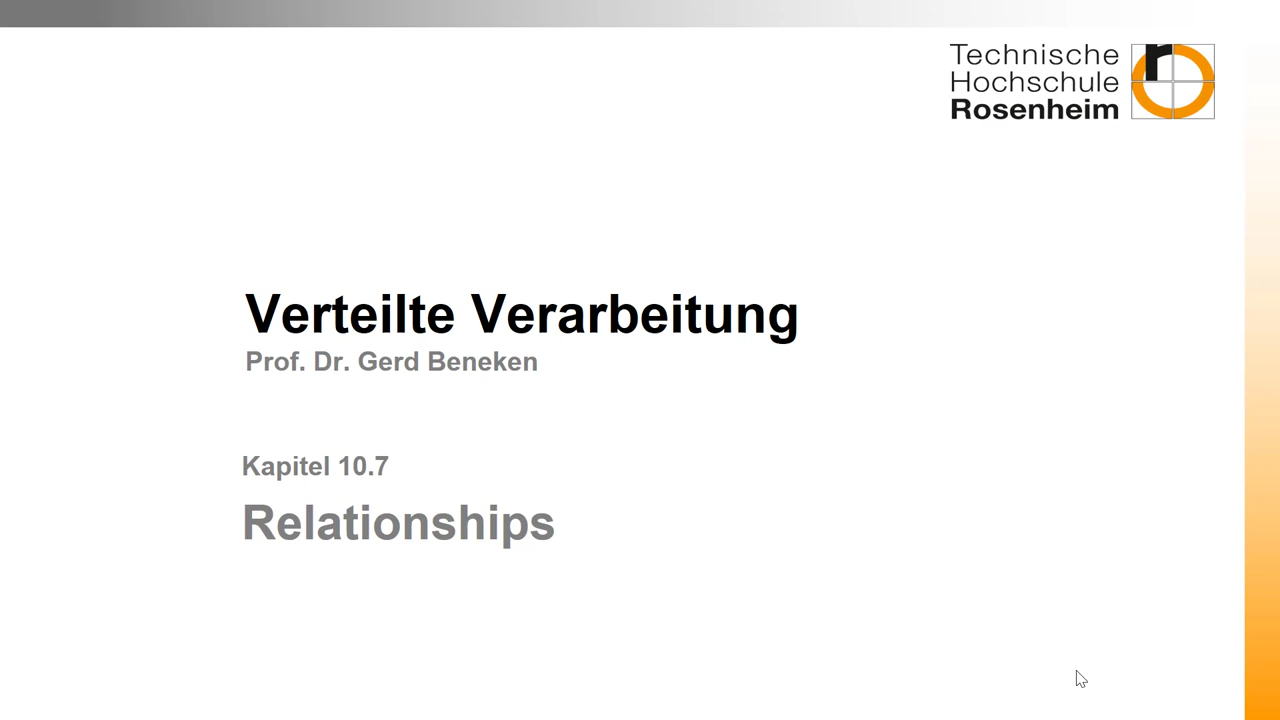 Technische
Hochschule
Rosenheim
Verteilte Verarbeitung
Prof. Dr. Gerd Beneken
Kapitel 10.7
Relationships